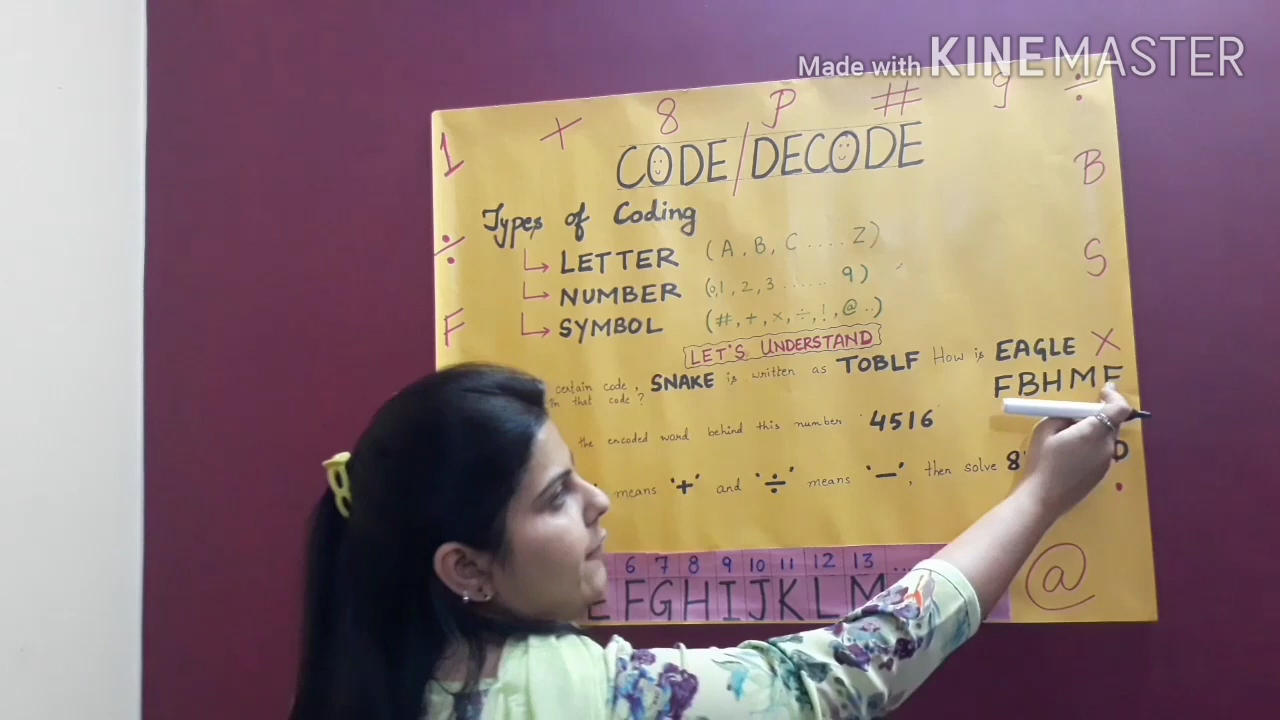 Made with KINEMASTER
1 + 8 P # 9 ÷
CODE/DECODE
B
Types of Coding
÷
LETTER (A, B, C .... Z)
S
NUMBER (0,1, 2, 3 ...... 9)
F
SYMBOL (#, +, ×, ÷, !, @ ..)
LET'S UNDERSTAND
certain code, SNAKE is written as TOBLF How is EAGLE ×
in that code? FBHMF
the encoded word behind this number '4516'
means '+' and '÷' means '−', then solve 8
@
6 7 8 9 10 11 12 13 ...
E F G H I J K L M